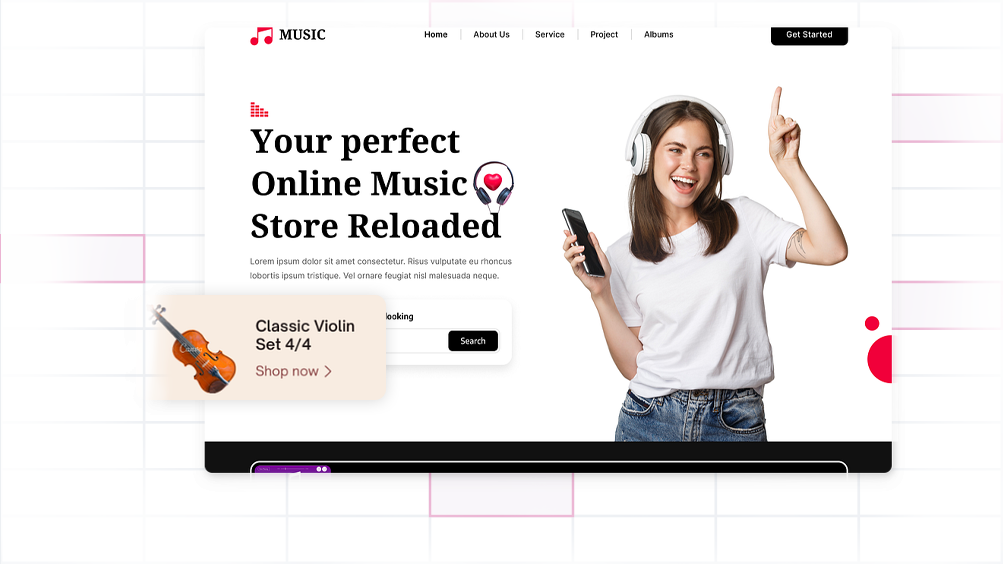 MUSIC
Home
About Us
Service
Project
Albums
Get Started
Your perfect
Online Music
Store Reloaded
Lorem ipsum dolor sit amet consectetur. Risus vulputate eu rhoncus
lobortis ipsum tristique. Vel ornare feugiat nisl malesuada neque.
looking
Search
Classic Violin
Set 4/4
Shop now
Canva